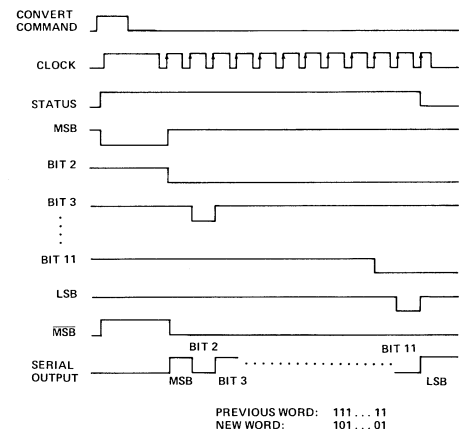 CONVERT
COMMAND
CLOCK
STATUS
MSB
BIT 2
BIT 3
BIT 11
LSB
MSB
BIT 2
BIT 11
SERIAL
OUTPUT
MSB
BIT 3
LSB
PREVIOUS WORD: 111 . . . 11
NEW WORD: 101 . . . 01